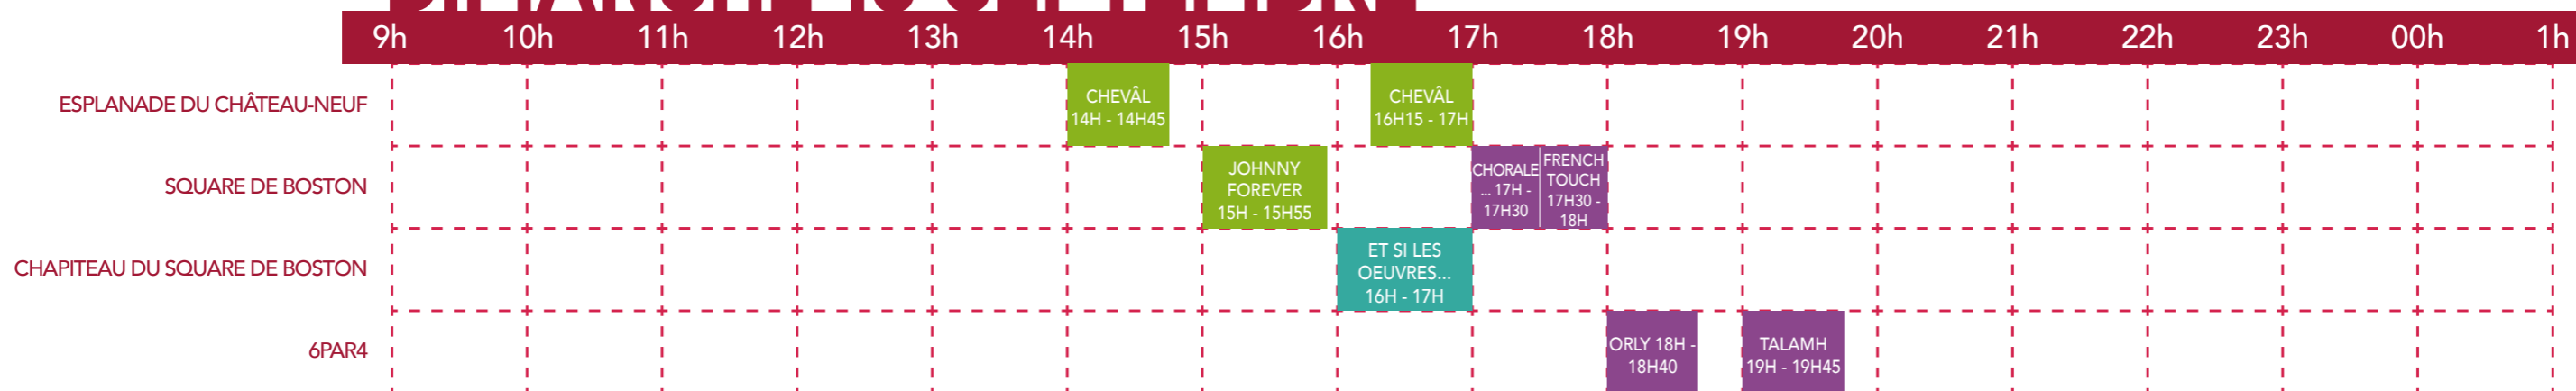 9h 10h 11h 12h 13h 14h 15h 16h 17h 18h 19h 20h 21h 22h 23h 00h 1h
ESPLANADE DU CHÂTEAU-NEUF
CHEVÂL
14H - 14H45
CHEVÂL
16H15 - 17H
SQUARE DE BOSTON
JOHNNY
FOREVER
15H - 15H55
CHORALE
... 17H -
17H30
FRENCH
TOUCH
17H30 -
18H
CHAPITEAU DU SQUARE DE BOSTON
ET SI LES
OEUVRES...
16H - 17H
6PAR4
ORLY 18H -
18H40
TALAMH
19H - 19H45